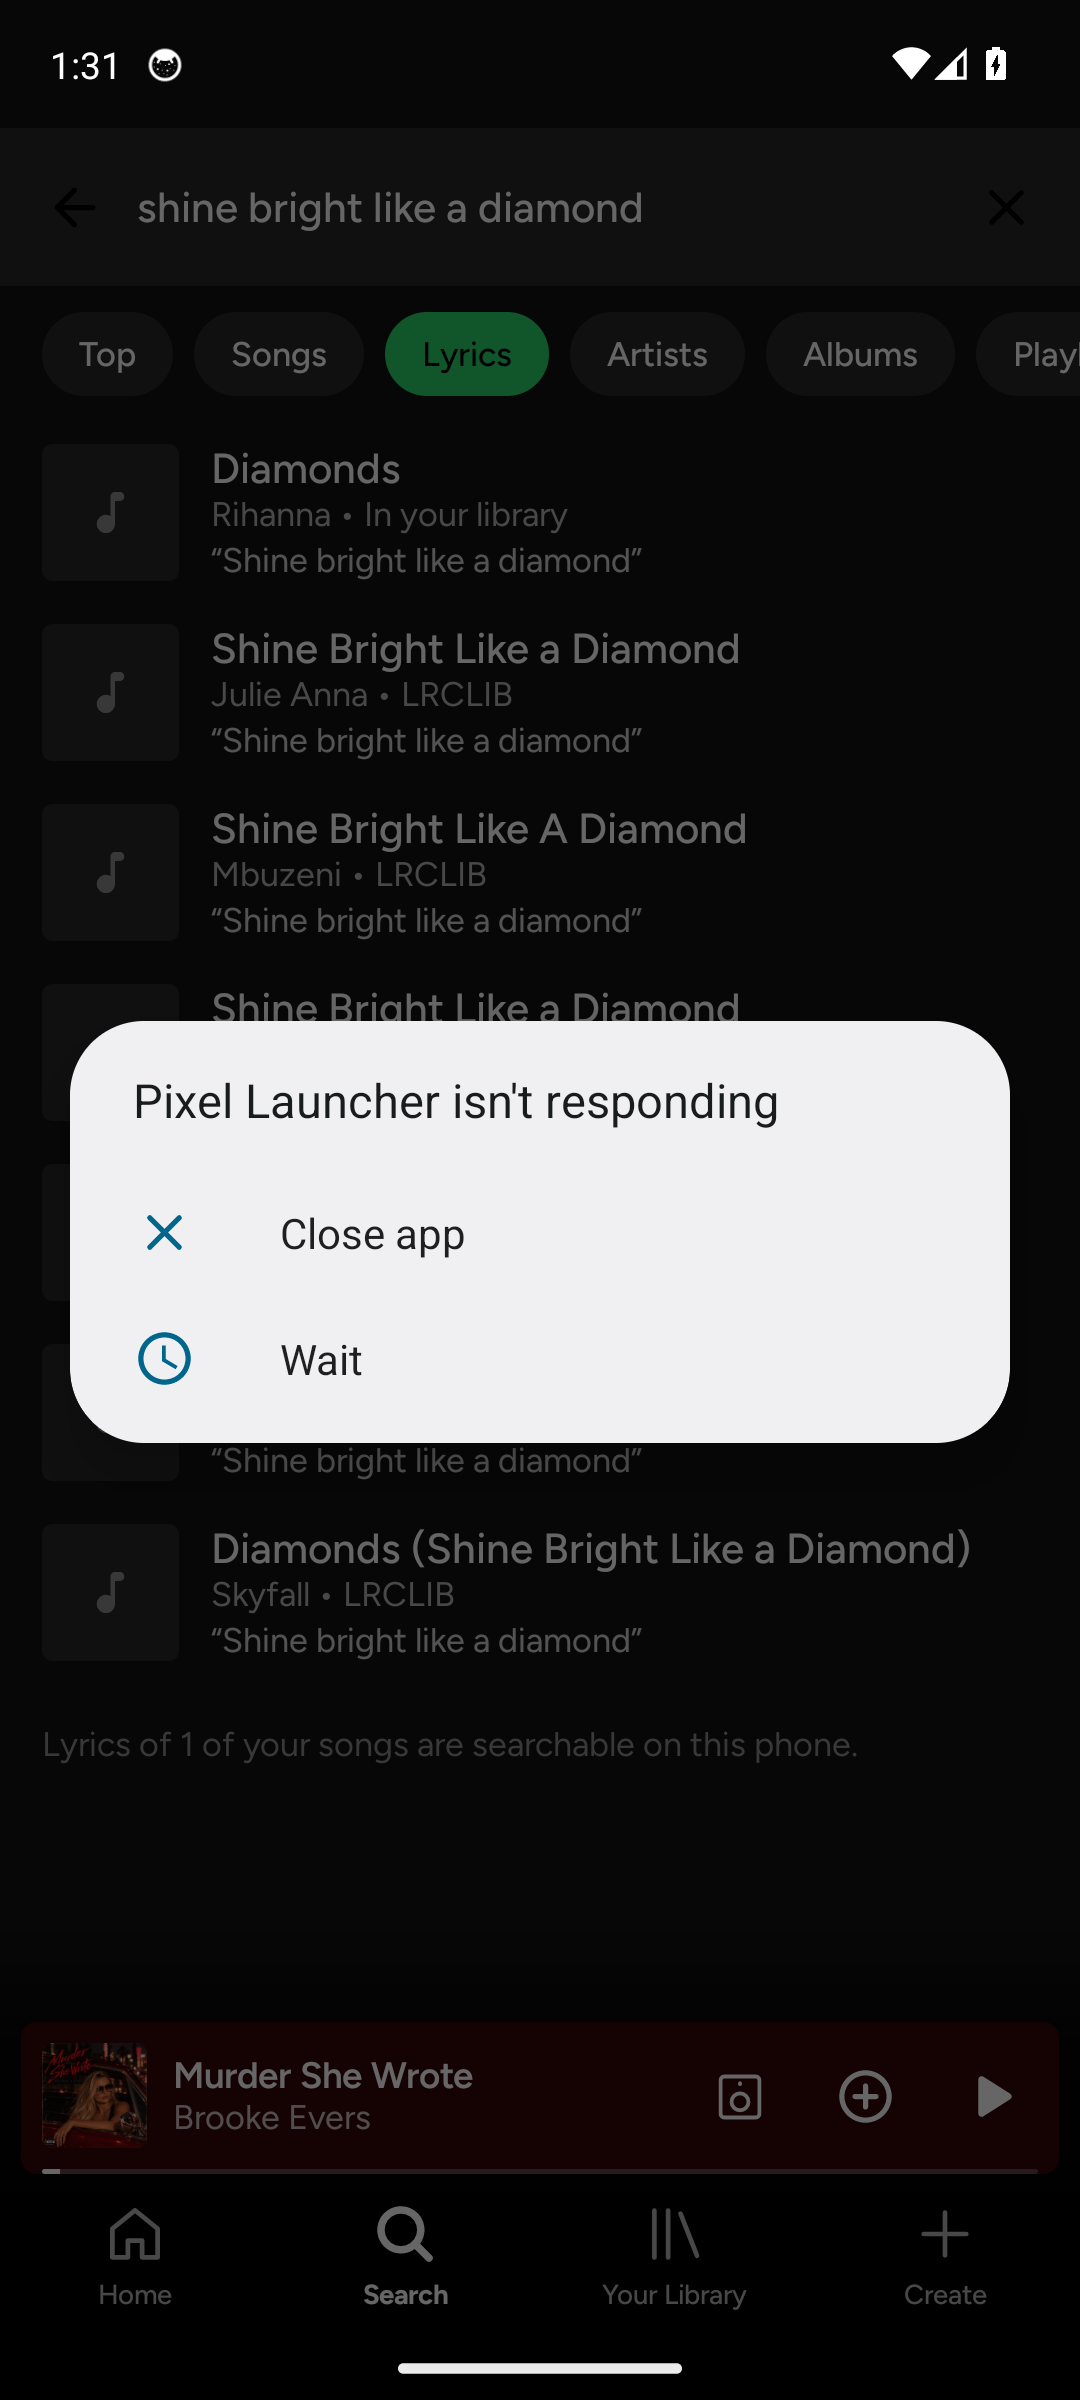 1:31
shine bright like a diamond
Top
Songs
Lyrics
Artists
Albums
Diamonds
Rihanna • In your library
“Shine bright like a diamond”
Shine Bright Like a Diamond
Julie Anna • LRCLIB
“Shine bright like a diamond”
Shine Bright Like A Diamond
Mbuzeni • LRCLIB
“Shine bright like a diamond”
Shine Bright Like a Diamond
Pixel Launcher isn't responding
Close app
Wait
“Shine bright like a diamond”
Diamonds (Shine Bright Like a Diamond)
Skyfall • LRCLIB
“Shine bright like a diamond”
Lyrics of 1 of your songs are searchable on this phone.
Murder She Wrote
Murder She Wrote
Brooke Evers
Home
Search
Your Library
Create